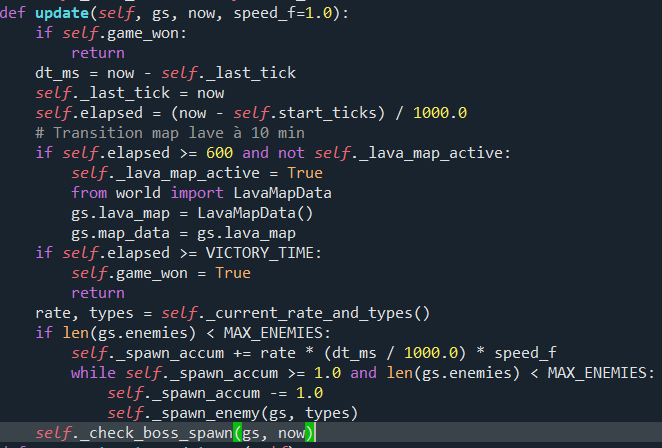 def update(self, gs, now, speed_f=1.0):
    if self.game_won:
        return
    dt_ms = now - self._last_tick
    self._last_tick = now
    self.elapsed = (now - self.start_ticks) / 1000.0
    # Transition map lave à 10 min
    if self.elapsed >= 600 and not self._lava_map_active:
        self._lava_map_active = True
        from world import LavaMapData
        gs.lava_map = LavaMapData()
        gs.map_data = gs.lava_map
    if self.elapsed >= VICTORY_TIME:
        self.game_won = True
        return
    rate, types = self._current_rate_and_types()
    if len(gs.enemies) < MAX_ENEMIES:
        self._spawn_accum += rate * (dt_ms / 1000.0) * speed_f
        while self._spawn_accum >= 1.0 and len(gs.enemies) < MAX_ENEMIES:
            self._spawn_accum -= 1.0
            self._spawn_enemy(gs, types)
    self._check_boss_spawn(gs, now)